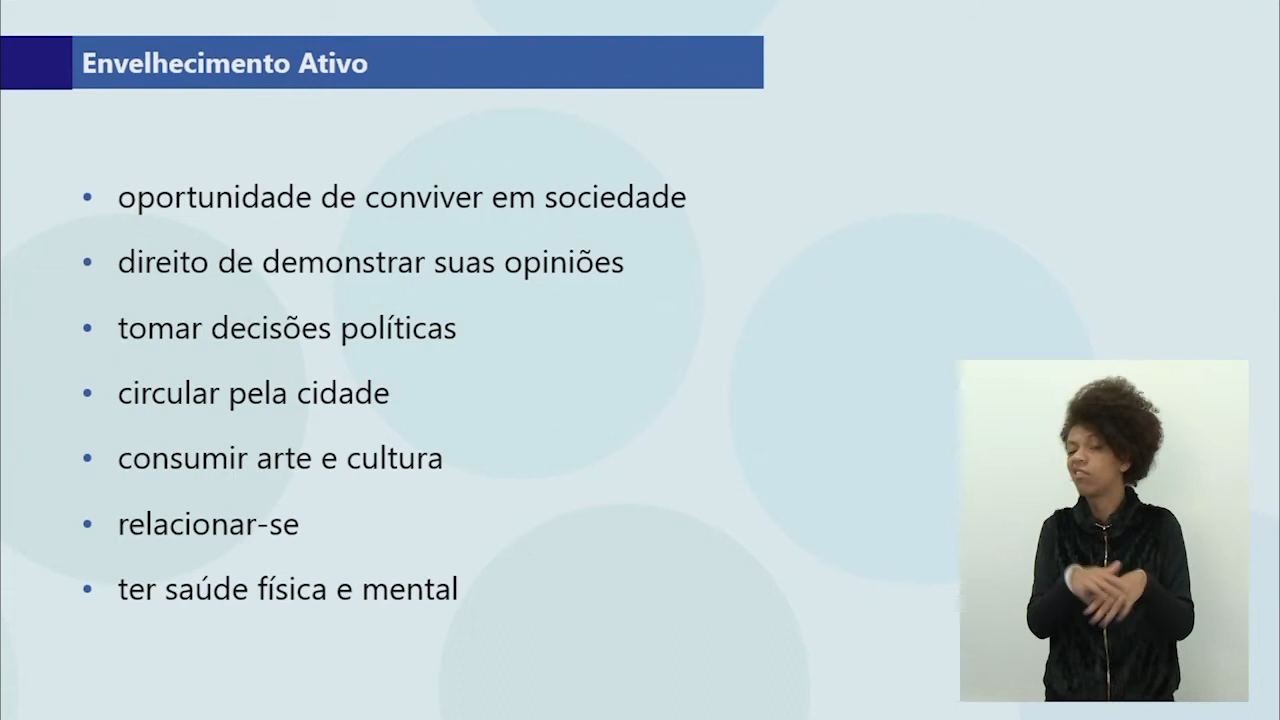 Envelhecimento Ativo
• oportunidade de conviver em sociedade
• direito de demonstrar suas opiniões
• tomar decisões políticas
• circular pela cidade
• consumir arte e cultura
• relacionar-se
• ter saúde física e mental